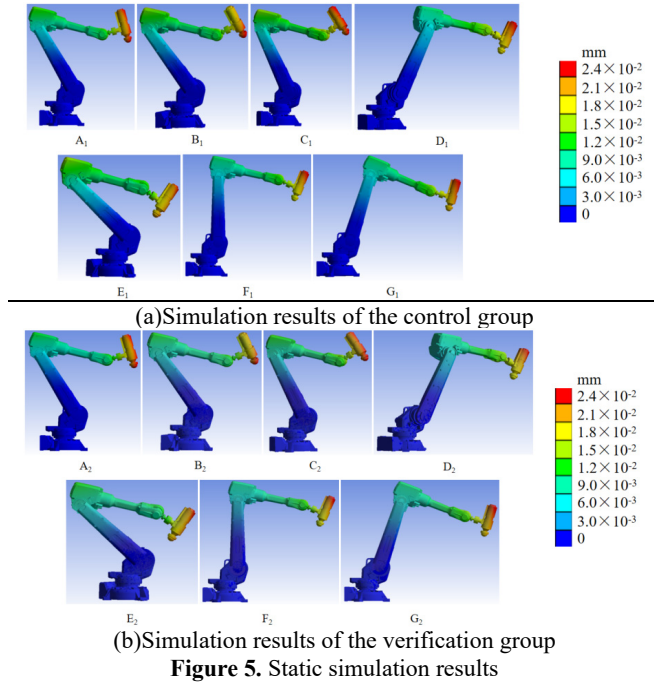 mm
2.4×10⁻²
2.1×10⁻²
1.8×10⁻²
1.5×10⁻²
1.2×10⁻²
9.0×10⁻³
6.0×10⁻³
3.0×10⁻³
0
A₁ B₁ C₁ D₁
E₁ F₁ G₁
(a)Simulation results of the control group
mm
2.4×10⁻²
2.1×10⁻²
1.8×10⁻²
1.5×10⁻²
1.2×10⁻²
9.0×10⁻³
6.0×10⁻³
3.0×10⁻³
0
A₂ B₂ C₂ D₂
E₂ F₂ G₂
(b)Simulation results of the verification group
Figure 5. Static simulation results